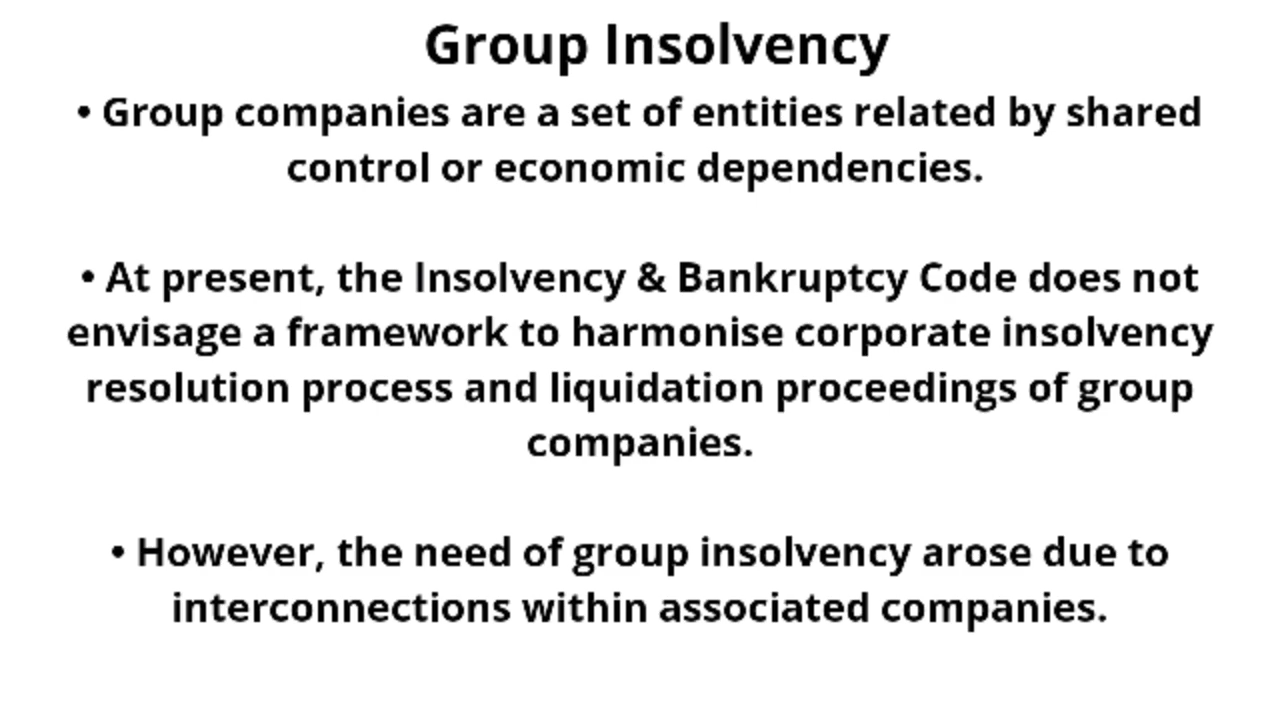 Group Insolvency
• Group companies are a set of entities related by shared
control or economic dependencies.
• At present, the Insolvency & Bankruptcy Code does not
envisage a framework to harmonise corporate insolvency
resolution process and liquidation proceedings of group
companies.
• However, the need of group insolvency arose due to
interconnections within associated companies.